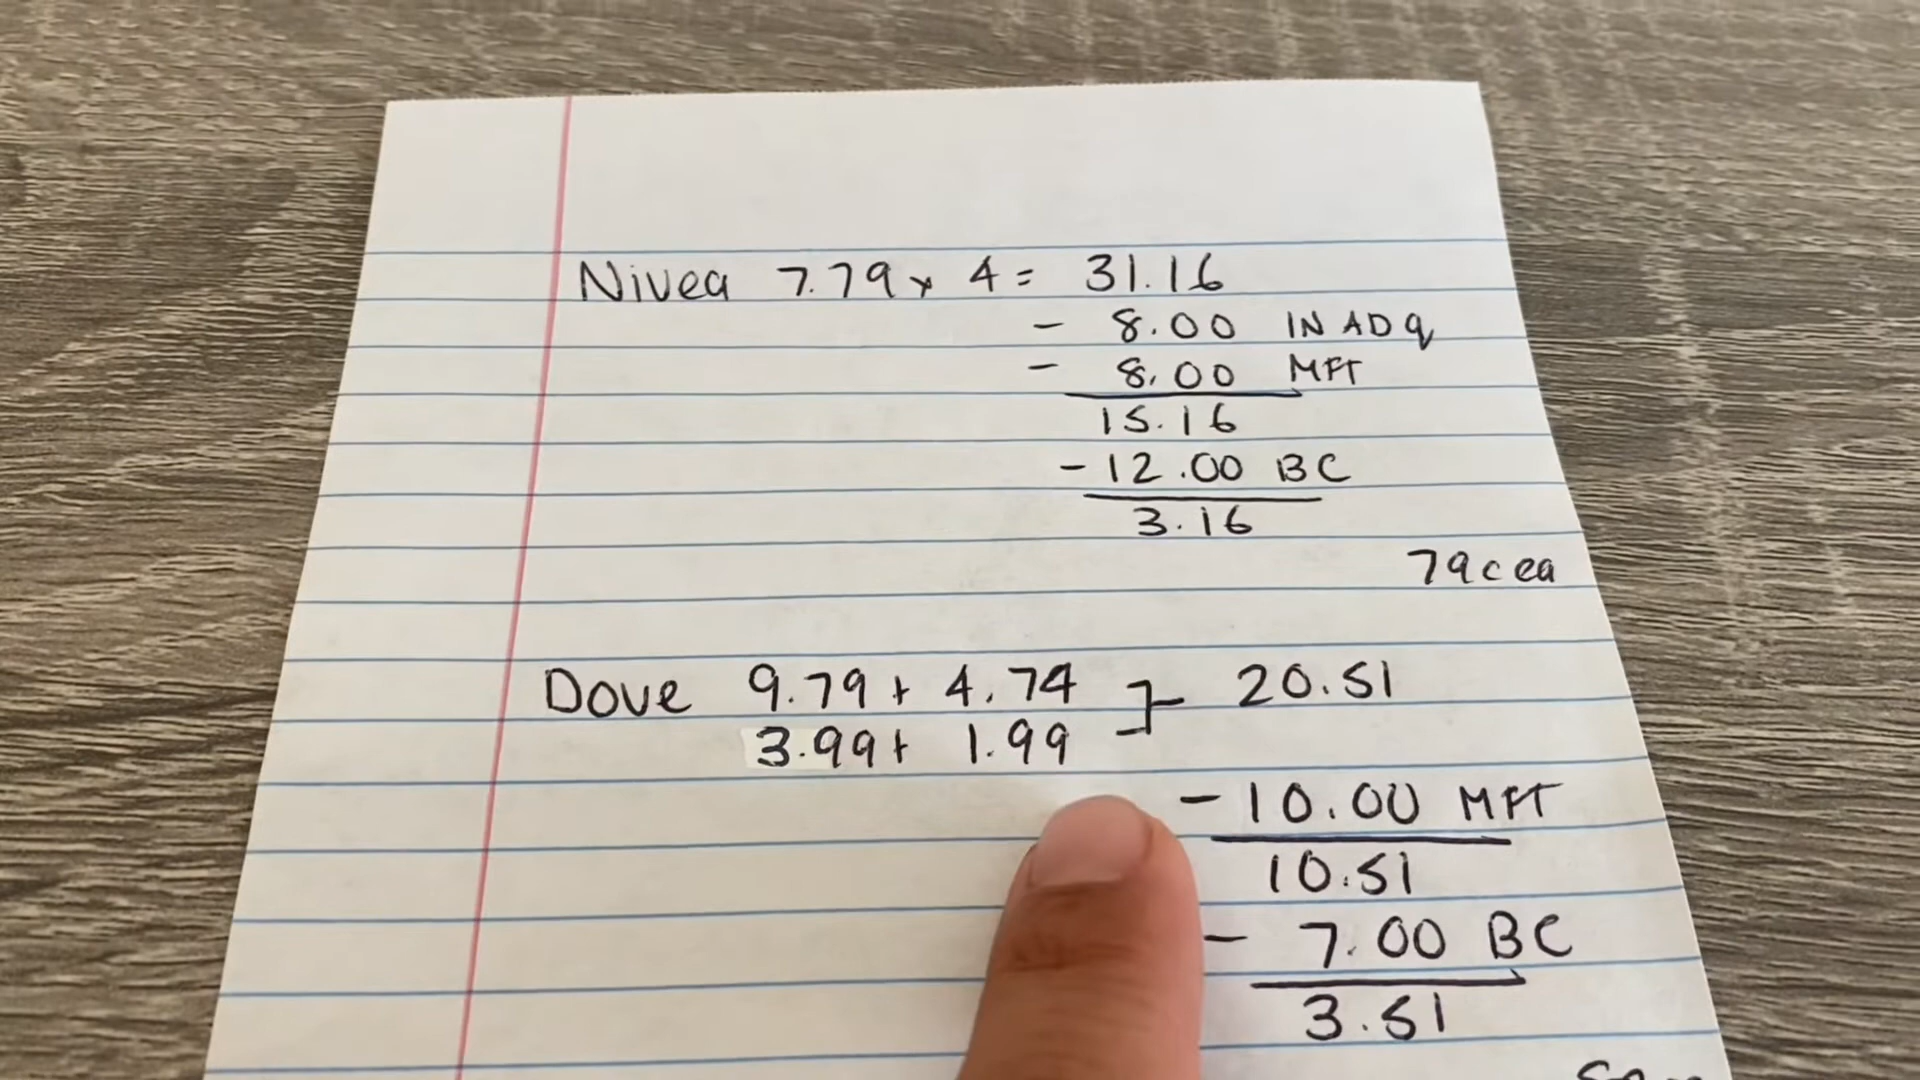 Nivea 7.79 x 4 = 31.16
- 8.00 IN AD q
- 8.00 MFT
15.16
- 12.00 BC
3.16
79c ea
Dove 9.79 + 4.74 20.51
3.99 + 1.99
- 10.00 MFT
10.51
- 7.00 BC
3.51